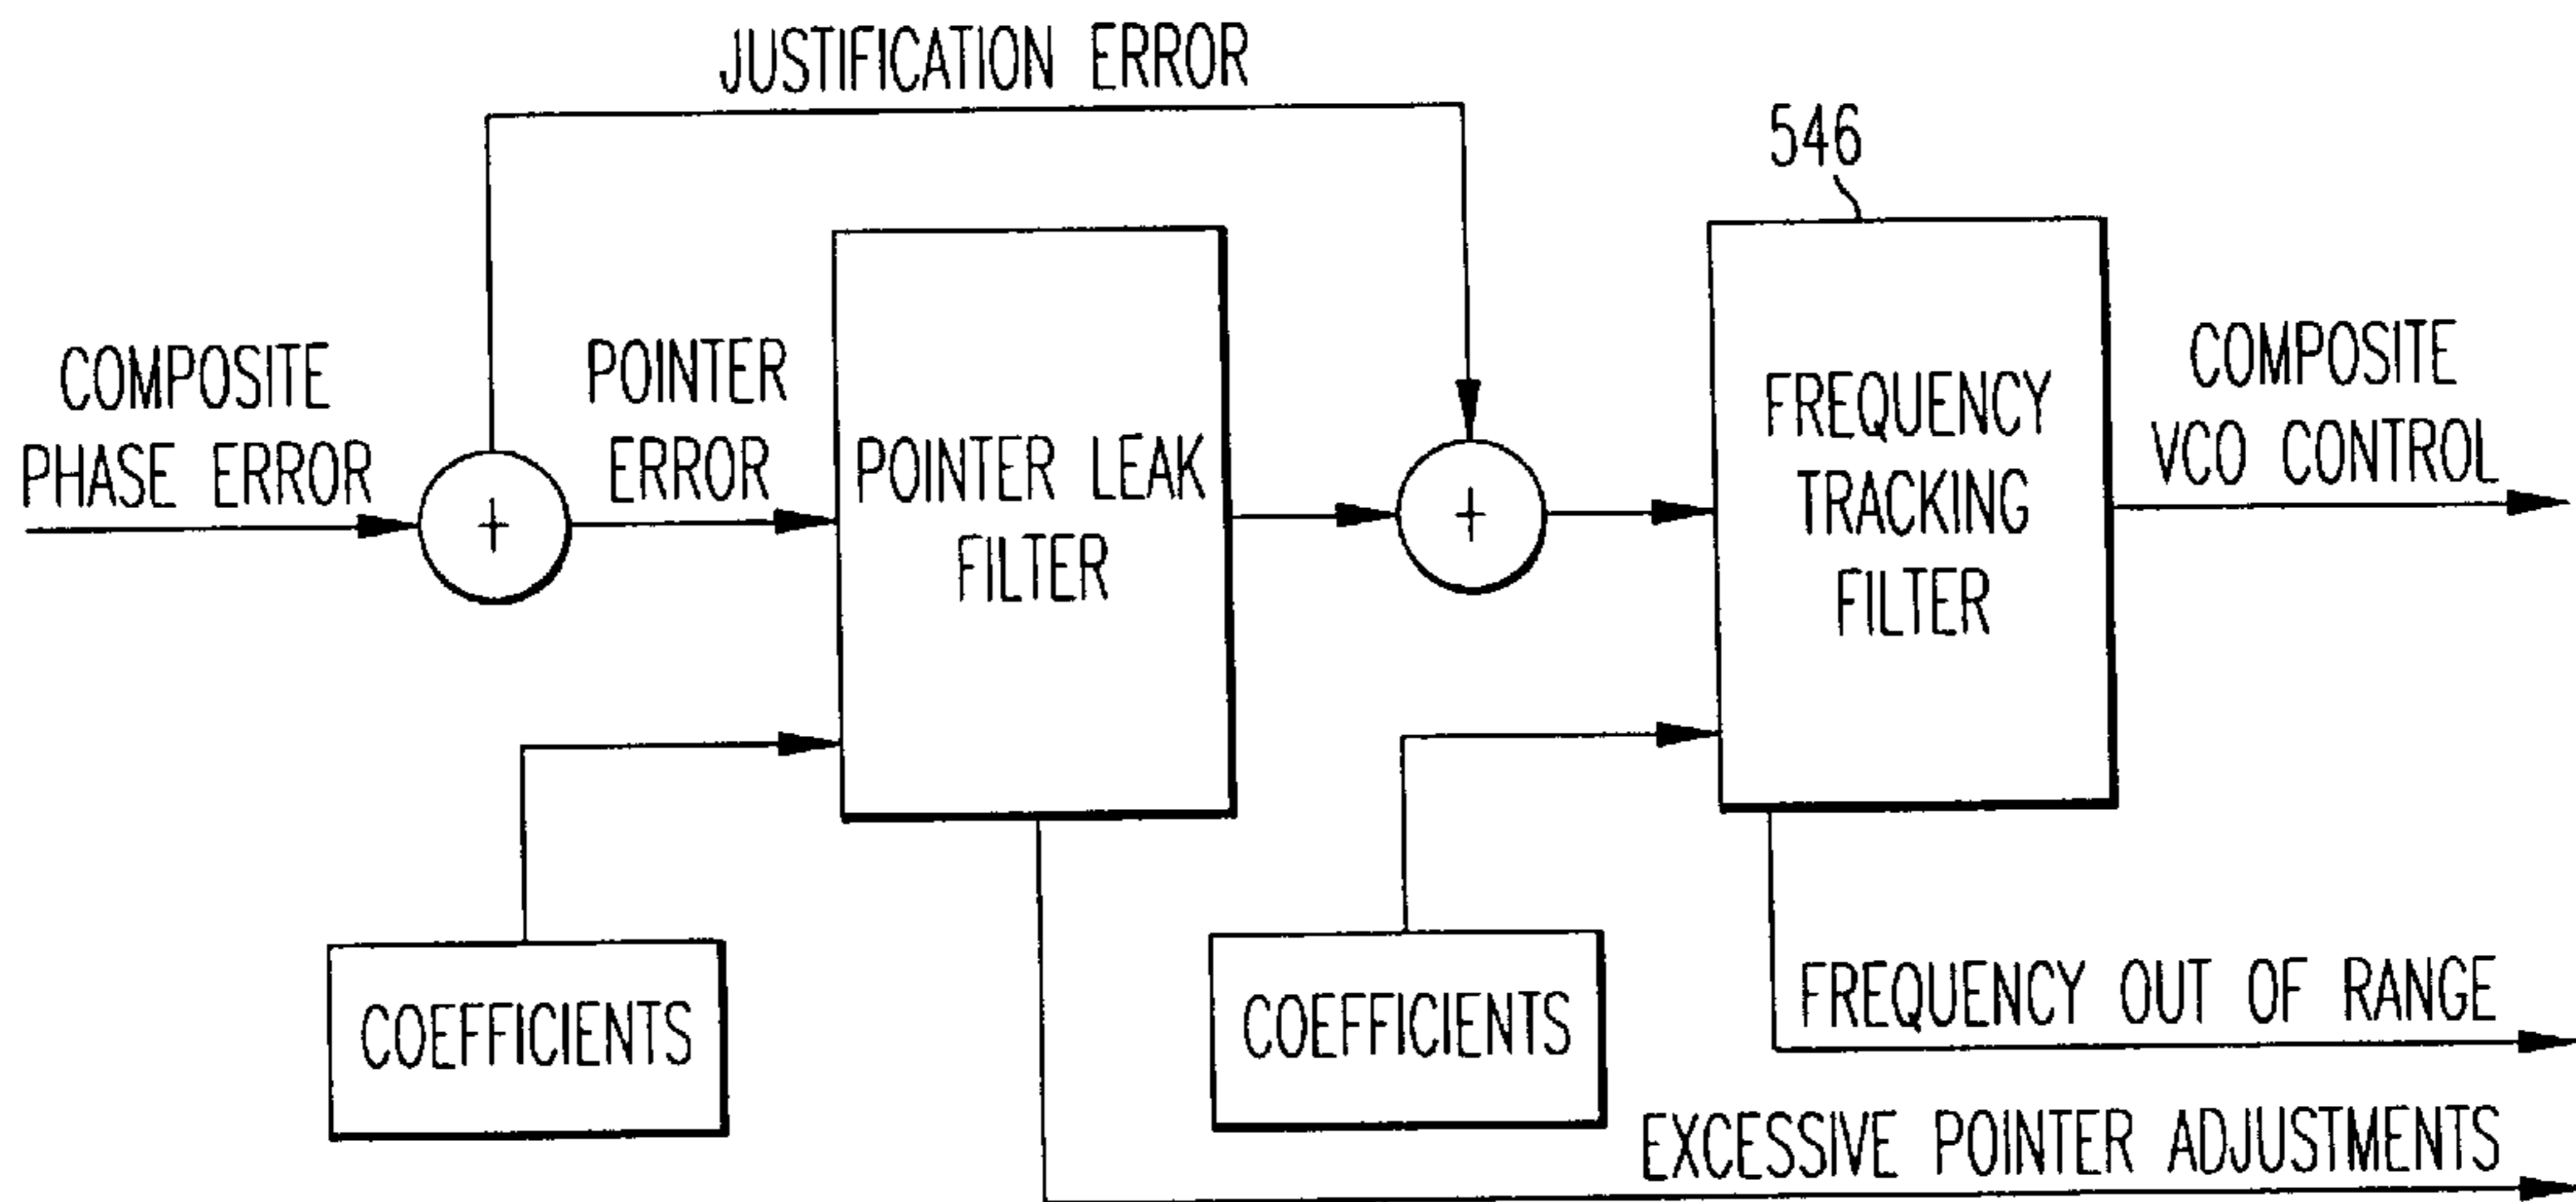 JUSTIFICATION ERROR
546
COMPOSITE
PHASE ERROR
POINTER
ERROR
POINTER LEAK
FILTER
FREQUENCY
TRACKING
FILTER
COMPOSITE
VCO CONTROL
COEFFICIENTS
COEFFICIENTS
FREQUENCY OUT OF RANGE
EXCESSIVE POINTER ADJUSTMENTS
+
+